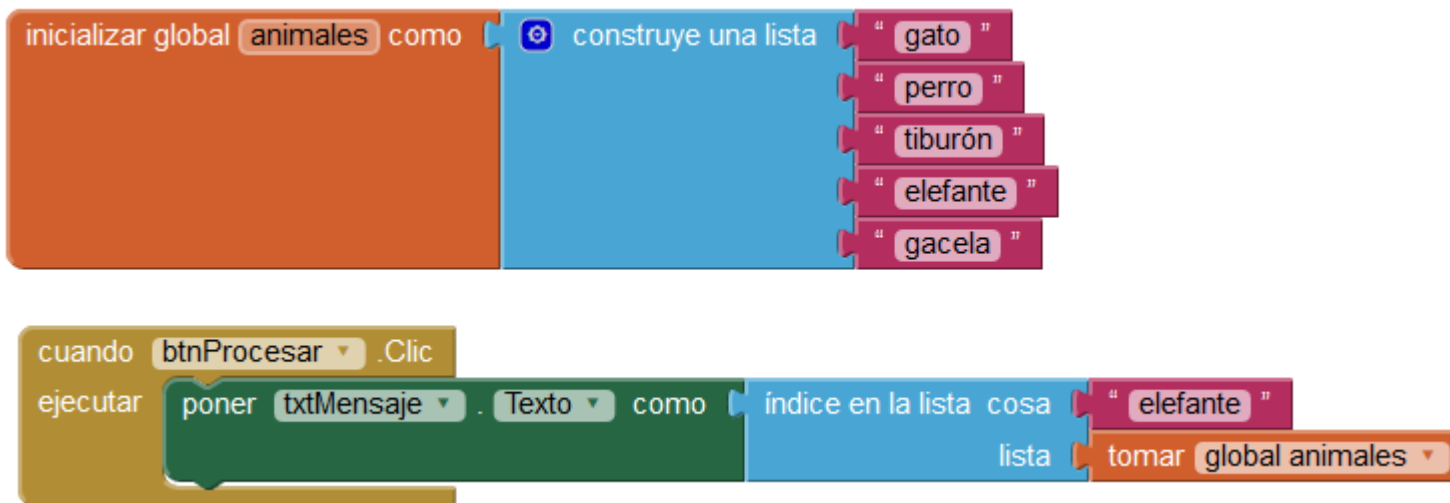 inicializar global animales como construye una lista “ gato ”
“ perro ”
“ tiburón ”
“ elefante ”
“ gacela ”
cuando btnProcesar .Clic
ejecutar poner txtMensaje . Texto como índice en la lista cosa “ elefante ”
lista tomar global animales